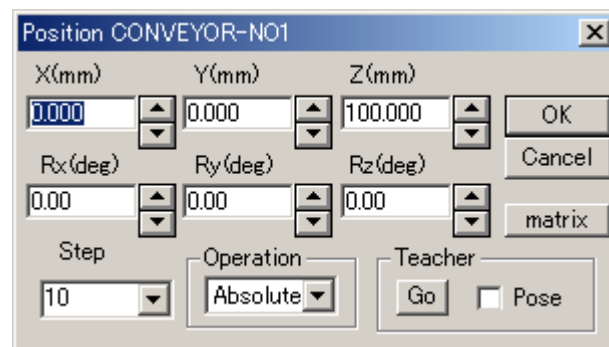 Position CONVEYOR-NO1
X(mm) Y(mm) Z(mm)
0.000 0.000 100.000 OK
Rx(deg) Ry(deg) Rz(deg) Cancel
0.00 0.00 0.00 matrix
Step Operation Teacher
10 Absolute Go Pose